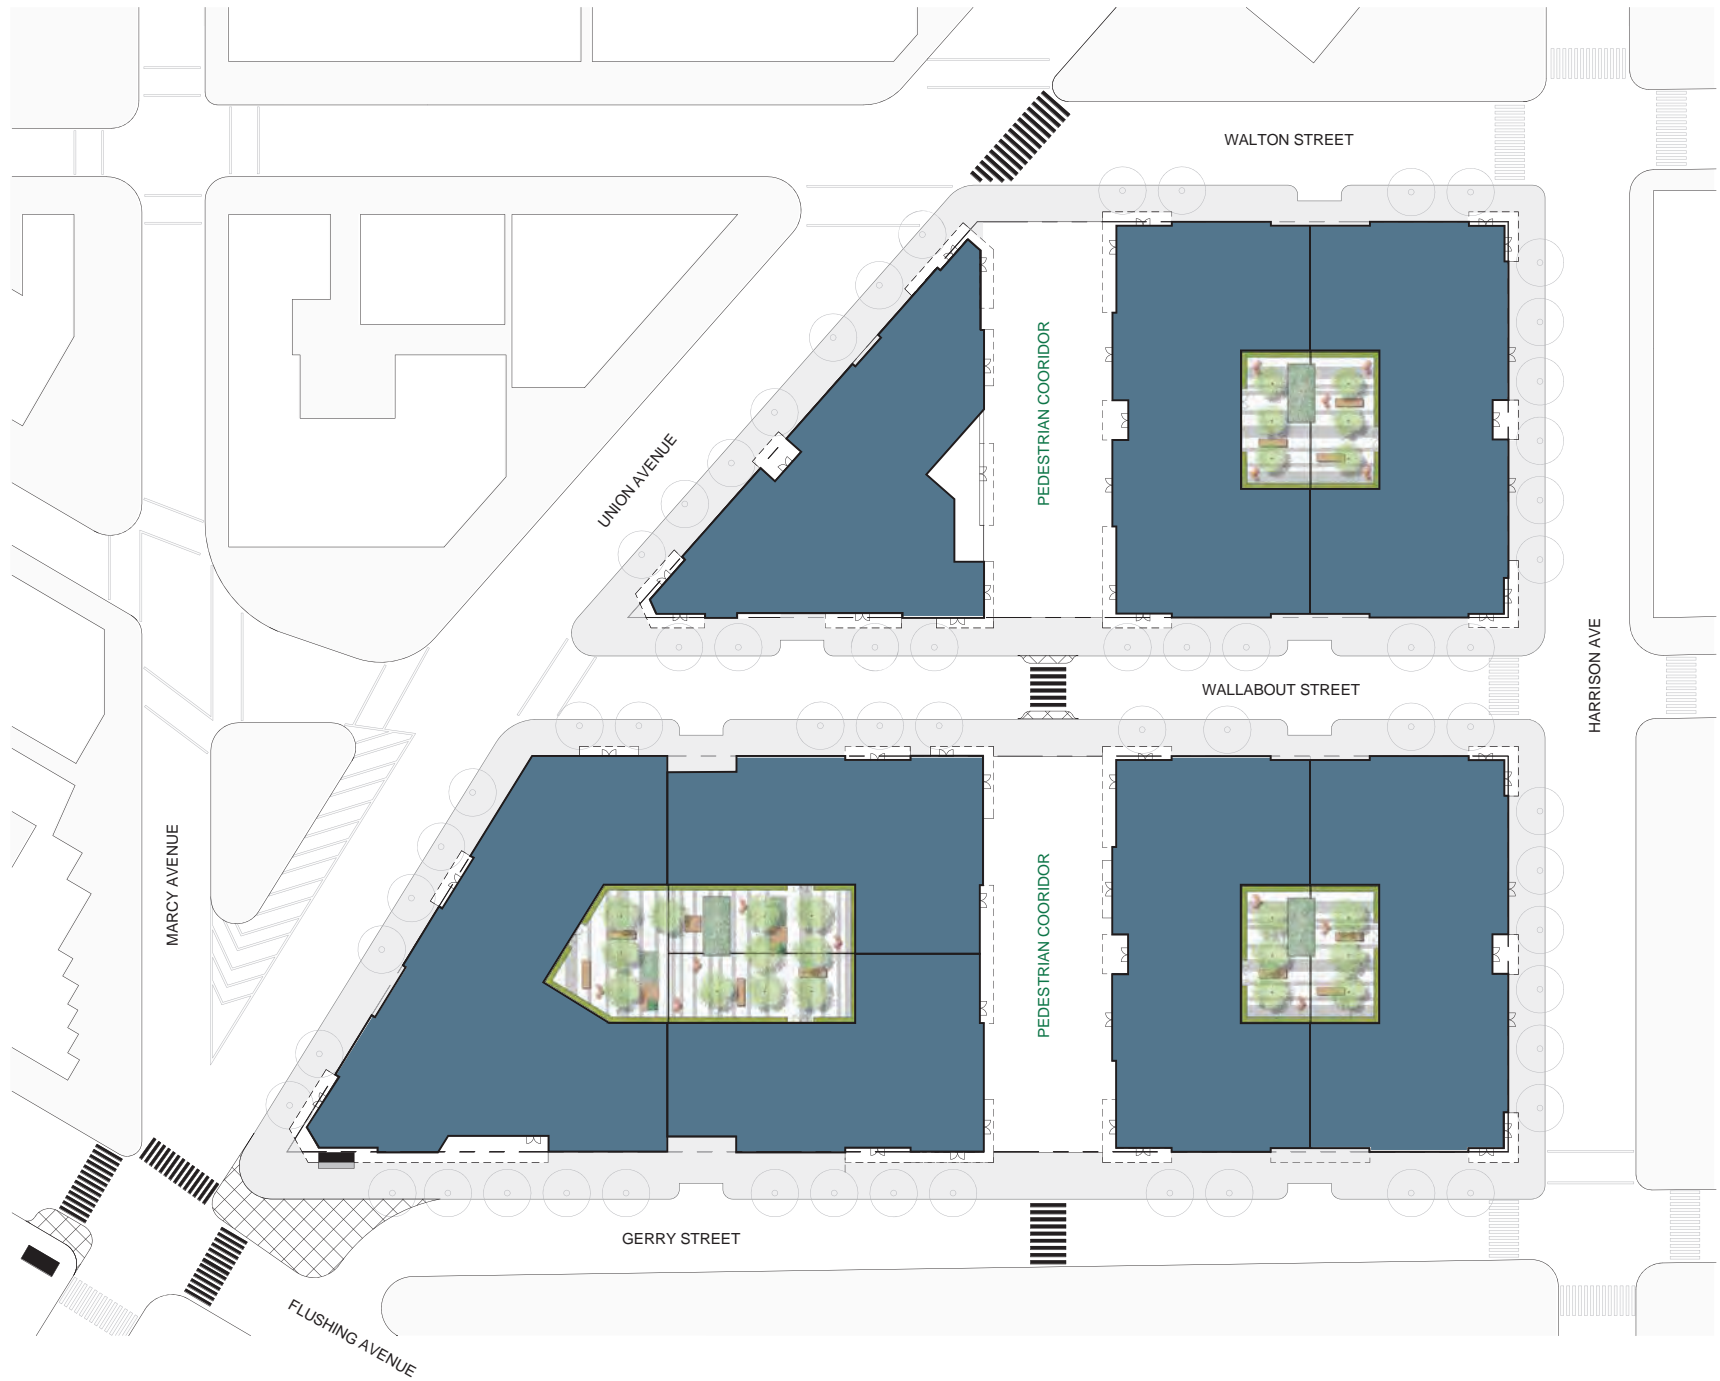 WALTON STREET
UNION AVENUE
PEDESTRIAN COORIDOR
HARRISON AVE
WALLABOUT STREET
MARCY AVENUE
PEDESTRIAN COORIDOR
GERRY STREET
FLUSHING AVENUE